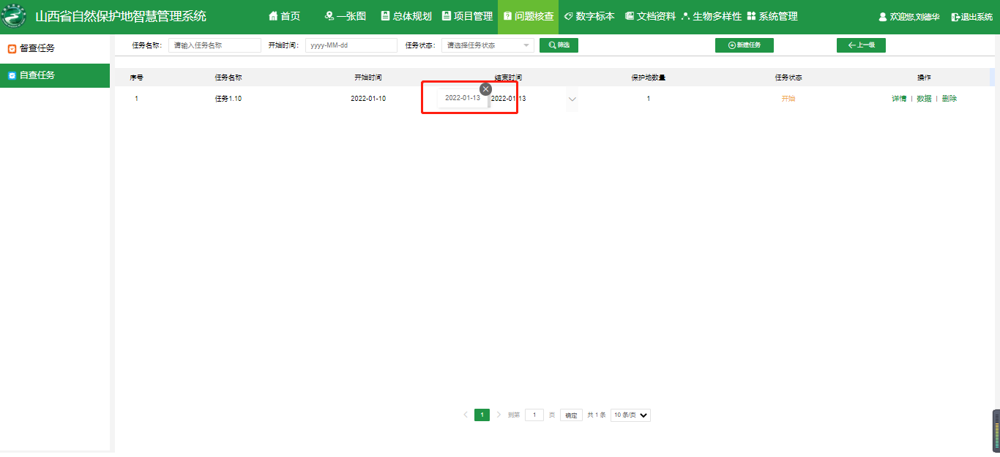 山西省自然保护地智慧管理系统 首页 一张图 总体规划 项目管理 问题核查 数字标本 文档资料 生物多样性 系统管理 欢迎您,刘德华 退出系统
督查任务
自查任务
任务名称: 请输入任务名称 开始时间: yyyy-MM-dd 任务状态: 请选择任务状态 筛选 新建任务 上一级
序号 任务名称 开始时间 结束时间 保护地数量 任务状态 操作
1 任务1.10 2022-01-10 2022-01-13 2022-01-13 1 开始 详情 | 数据 | 删除
1 到第 1 页 确定 共 1 条 10 条/页